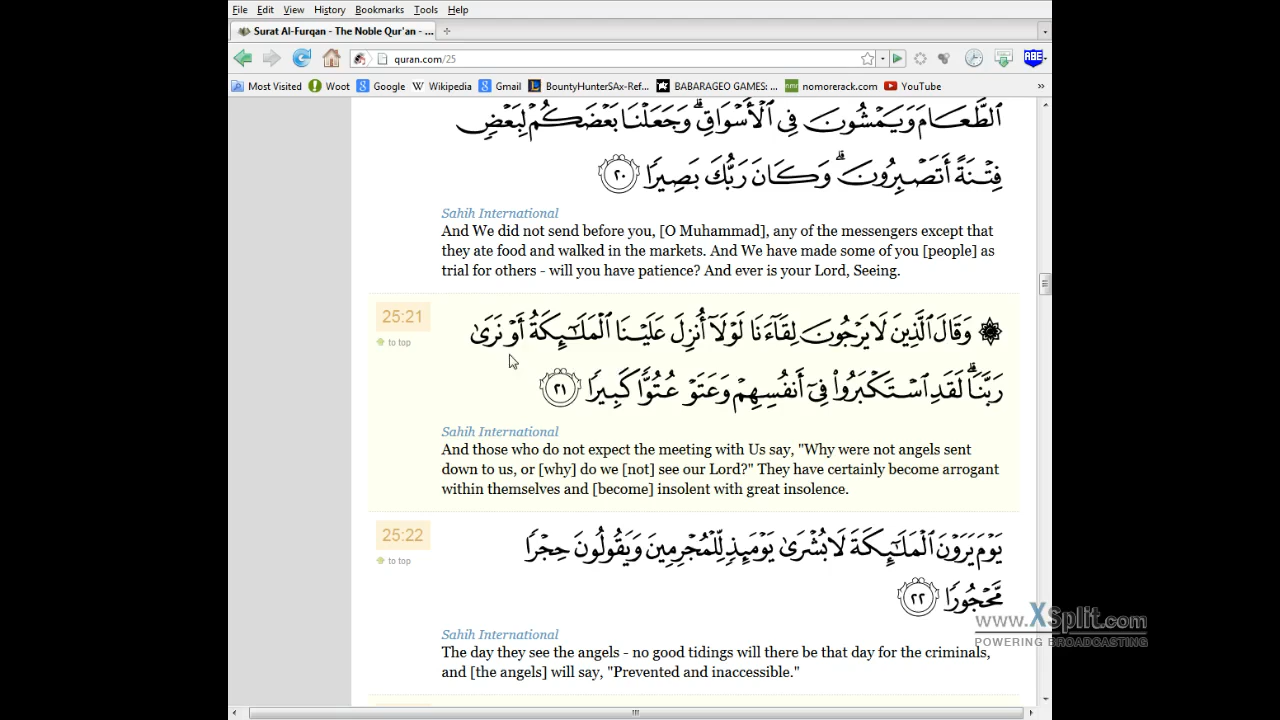 File Edit View History Bookmarks Tools Help
Surat Al-Furqan - The Noble Qur'an - ...
quran.com/25
Most Visited Woot Google Wikipedia Gmail BountyHunterSAx-Ref... BABARAGEO GAMES: ... nomorerack.com YouTube »
ٱلطَّعَامَ وَيَمْشُونَ فِى ٱلْأَسْوَاقِ ۗ وَجَعَلْنَا بَعْضَكُمْ لِبَعْضٍ
فِتْنَةً أَتَصْبِرُونَ ۗ وَكَانَ رَبُّكَ بَصِيرًا ٢٠
Sahih International
And We did not send before you, [O Muhammad], any of the messengers except that
they ate food and walked in the markets. And We have made some of you [people] as
trial for others - will you have patience? And ever is your Lord, Seeing.
25:21
to top
۞ وَقَالَ ٱلَّذِينَ لَا يَرْجُونَ لِقَآءَنَا لَوْلَآ أُنزِلَ عَلَيْنَا ٱلْمَلَـٰٓئِكَةُ أَوْ نَرَىٰ
رَبَّنَا ۗ لَقَدِ ٱسْتَكْبَرُوا۟ فِىٓ أَنفُسِهِمْ وَعَتَوْ عُتُوًّا كَبِيرًا ٢١
Sahih International
And those who do not expect the meeting with Us say, "Why were not angels sent
down to us, or [why] do we [not] see our Lord?" They have certainly become arrogant
within themselves and [become] insolent with great insolence.
25:22
to top
يَوْمَ يَرَوْنَ ٱلْمَلَـٰٓئِكَةَ لَا بُشْرَىٰ يَوْمَئِذٍ لِّلْمُجْرِمِينَ وَيَقُولُونَ حِجْرًا
مَّحْجُورًا ٢٢
www.XSplit.com
POWERING BROADCASTING
Sahih International
The day they see the angels - no good tidings will there be that day for the criminals,
and [the angels] will say, "Prevented and inaccessible."